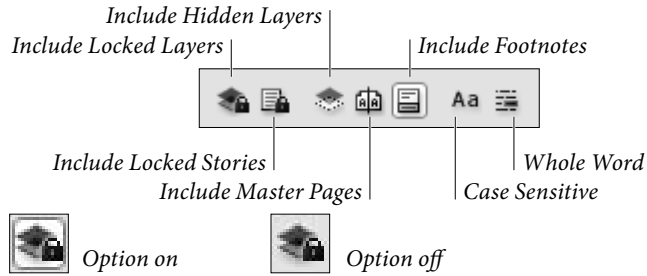 Include Hidden Layers
Include Locked Layers
Include Footnotes
A A
Aa
Include Locked Stories
Whole Word
Include Master Pages
Case Sensitive
Option on
Option off